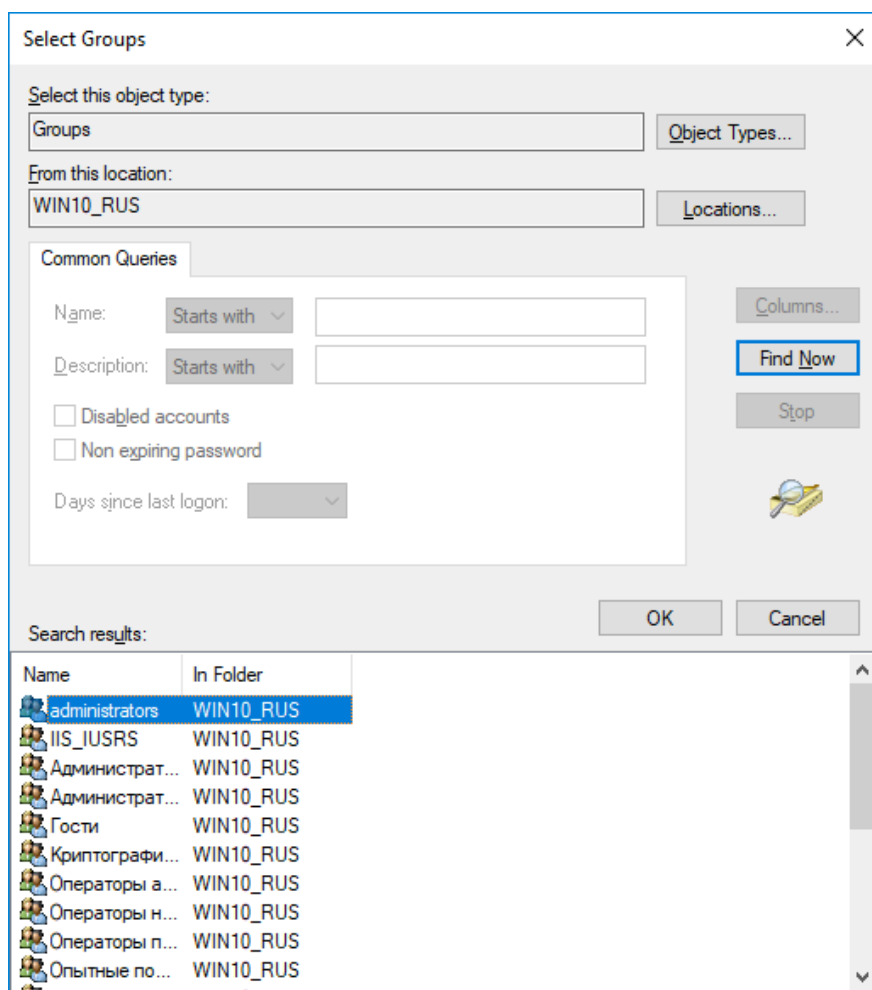 Select Groups
Select this object type:
Groups
Object Types...
From this location:
WIN10_RUS
Locations...
Common Queries
Name:
Starts with
Columns...
Description:
Starts with
Find Now
Disabled accounts
Stop
Non expiring password
Days since last logon:
OK
Cancel
Search results:
Name In Folder
administrators WIN10_RUS
IIS_IUSRS WIN10_RUS
Администрат... WIN10_RUS
Администрат... WIN10_RUS
Гости WIN10_RUS
Криптографи... WIN10_RUS
Операторы а... WIN10_RUS
Операторы н... WIN10_RUS
Операторы п... WIN10_RUS
Опытные по... WIN10_RUS